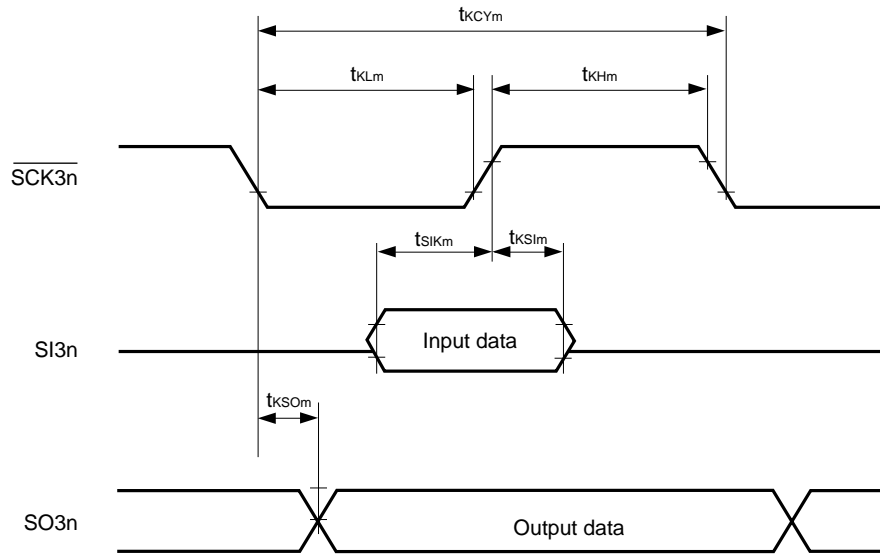 tKCYm
tKLm
tKHm
SCK3n
tSIKm
tKSIm
SI3n
Input data
tKSOm
SO3n
Output data